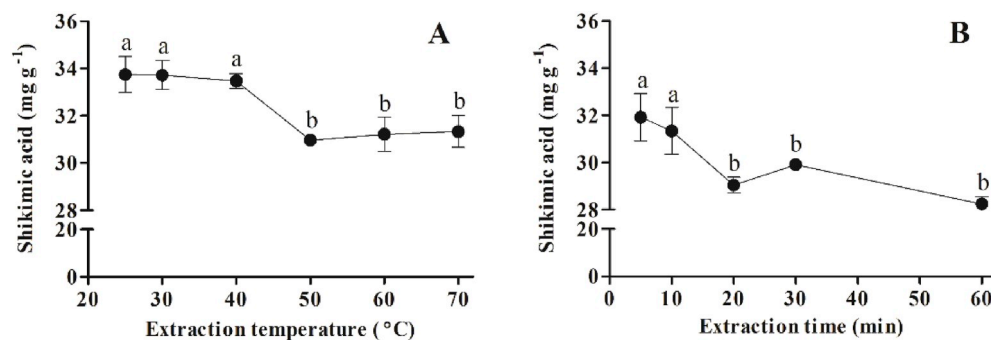 A
Shikimic acid (mg g⁻¹)
36
34
32
30
28
20
0
a
a
a
b
b
b
20
30
40
50
60
70
Extraction temperature (°C)
B
Shikimic acid (mg g⁻¹)
36
34
32
30
28
20
0
a
a
b
b
b
0
10
20
30
40
50
60
Extraction time (min)